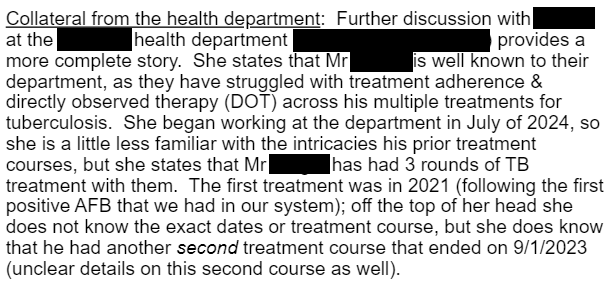 Collateral from the health department:  Further discussion with
at the health department ) provides a
more complete story.  She states that Mr is well known to their
department, as they have struggled with treatment adherence &
directly observed therapy (DOT) across his multiple treatments for
tuberculosis.  She began working at the department in July of 2024, so
she is a little less familiar with the intricacies his prior treatment
courses, but she states that Mr has had 3 rounds of TB
treatment with them.  The first treatment was in 2021 (following the first
positive AFB that we had in our system); off the top of her head she
does not know the exact dates or treatment course, but she does know
that he had another second treatment course that ended on 9/1/2023
(unclear details on this second course as well).